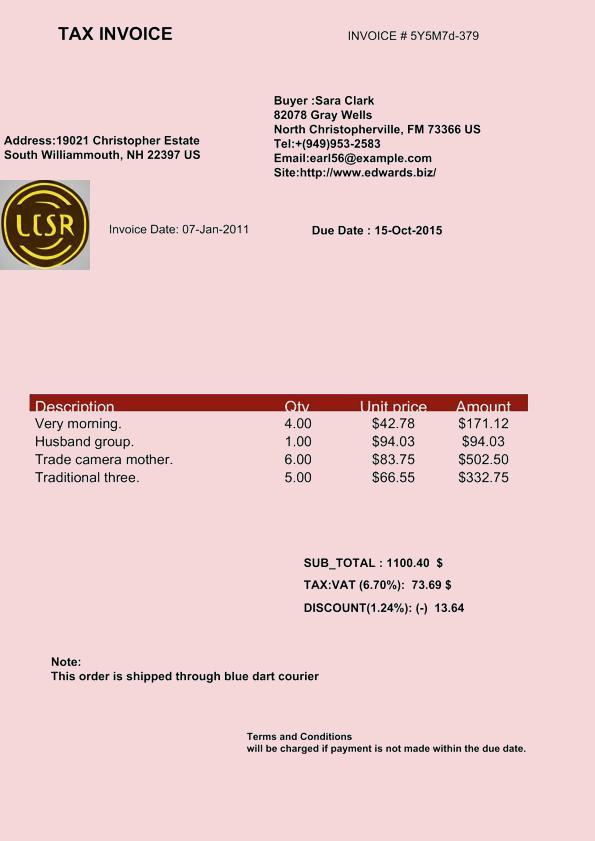 TAX INVOICE
INVOICE # 5Y5M7d-379
Buyer :Sara Clark
82078 Gray Wells
North Christopherville, FM 73366 US
Tel:+(949)953-2583
Email:earl56@example.com
Site:http://www.edwards.biz/
Address:19021 Christopher Estate
South Williammouth, NH 22397 US
LCSR
Invoice Date: 07-Jan-2011
Due Date : 15-Oct-2015
Description Qty Unit price Amount
Very morning. 4.00 $42.78 $171.12
Husband group. 1.00 $94.03 $94.03
Trade camera mother. 6.00 $83.75 $502.50
Traditional three. 5.00 $66.55 $332.75
SUB_TOTAL : 1100.40 $
TAX:VAT (6.70%): 73.69 $
DISCOUNT(1.24%): (-) 13.64
Note:
This order is shipped through blue dart courier
Terms and Conditions
will be charged if payment is not made within the due date.